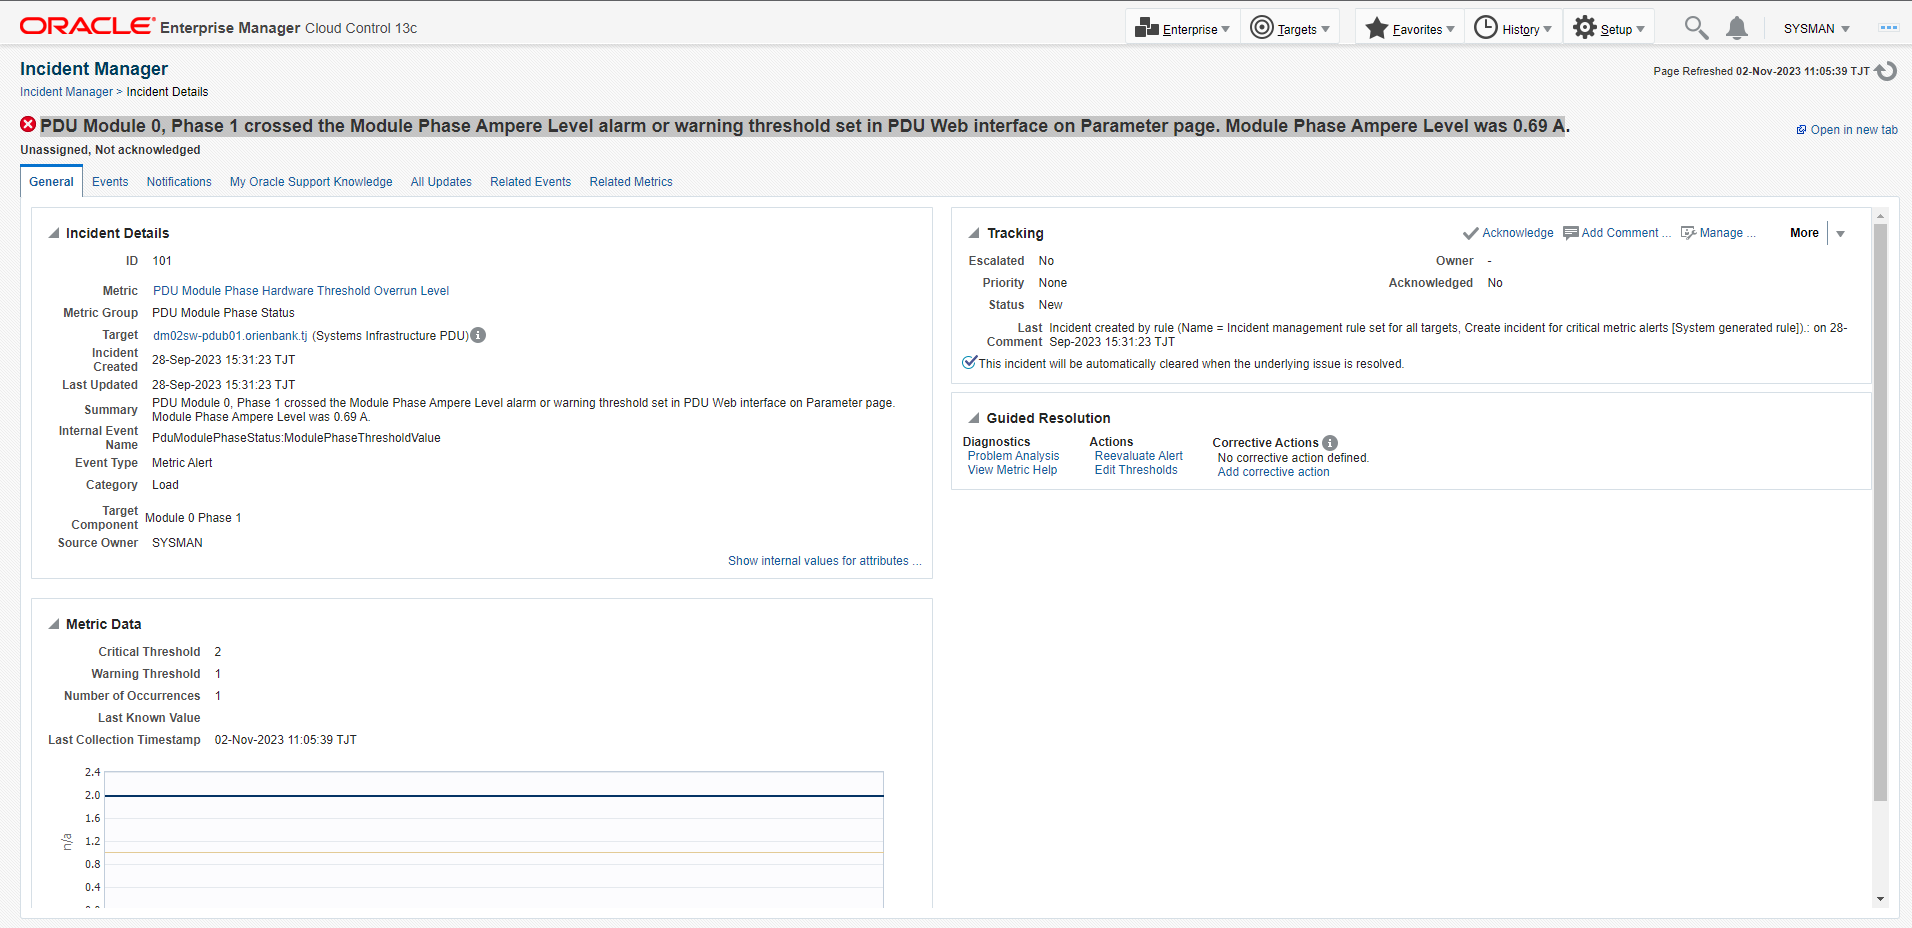 ORACLE Enterprise Manager Cloud Control 13c
Enterprise
Targets
Favorites
History
Setup
SYSMAN
Incident Manager
Page Refreshed 02-Nov-2023 11:05:39 TJT
Incident Manager > Incident Details
PDU Module 0, Phase 1 crossed the Module Phase Ampere Level alarm or warning threshold set in PDU Web interface on Parameter page. Module Phase Ampere Level was 0.69 A.
Open in new tab
Unassigned, Not acknowledged
General Events Notifications My Oracle Support Knowledge All Updates Related Events Related Metrics
Incident Details
ID 101
Metric PDU Module Phase Hardware Threshold Overrun Level
Metric Group PDU Module Phase Status
Target dm02sw-pdub01.orienbank.tj (Systems Infrastructure PDU)
Incident
Created 28-Sep-2023 15:31:23 TJT
Last Updated 28-Sep-2023 15:31:23 TJT
Summary PDU Module 0, Phase 1 crossed the Module Phase Ampere Level alarm or warning threshold set in PDU Web interface on Parameter page.
Module Phase Ampere Level was 0.69 A.
Internal Event
Name PduModulePhaseStatus:ModulePhaseThresholdValue
Event Type Metric Alert
Category Load
Target
Component Module 0 Phase 1
Source Owner SYSMAN
Show internal values for attributes ...
Tracking
Acknowledge Add Comment ... Manage ... More
Escalated No Owner -
Priority None Acknowledged No
Status New
Last Incident created by rule (Name = Incident management rule set for all targets, Create incident for critical metric alerts [System generated rule]).: on 28-
Comment Sep-2023 15:31:23 TJT
This incident will be automatically cleared when the underlying issue is resolved.
Guided Resolution
Diagnostics Actions Corrective Actions
Problem Analysis Reevaluate Alert No corrective action defined.
View Metric Help Edit Thresholds Add corrective action
Metric Data
Critical Threshold 2
Warning Threshold 1
Number of Occurrences 1
Last Known Value
Last Collection Timestamp 02-Nov-2023 11:05:39 TJT
2.4
2.0
1.6
1.2
0.8
0.4
n/a